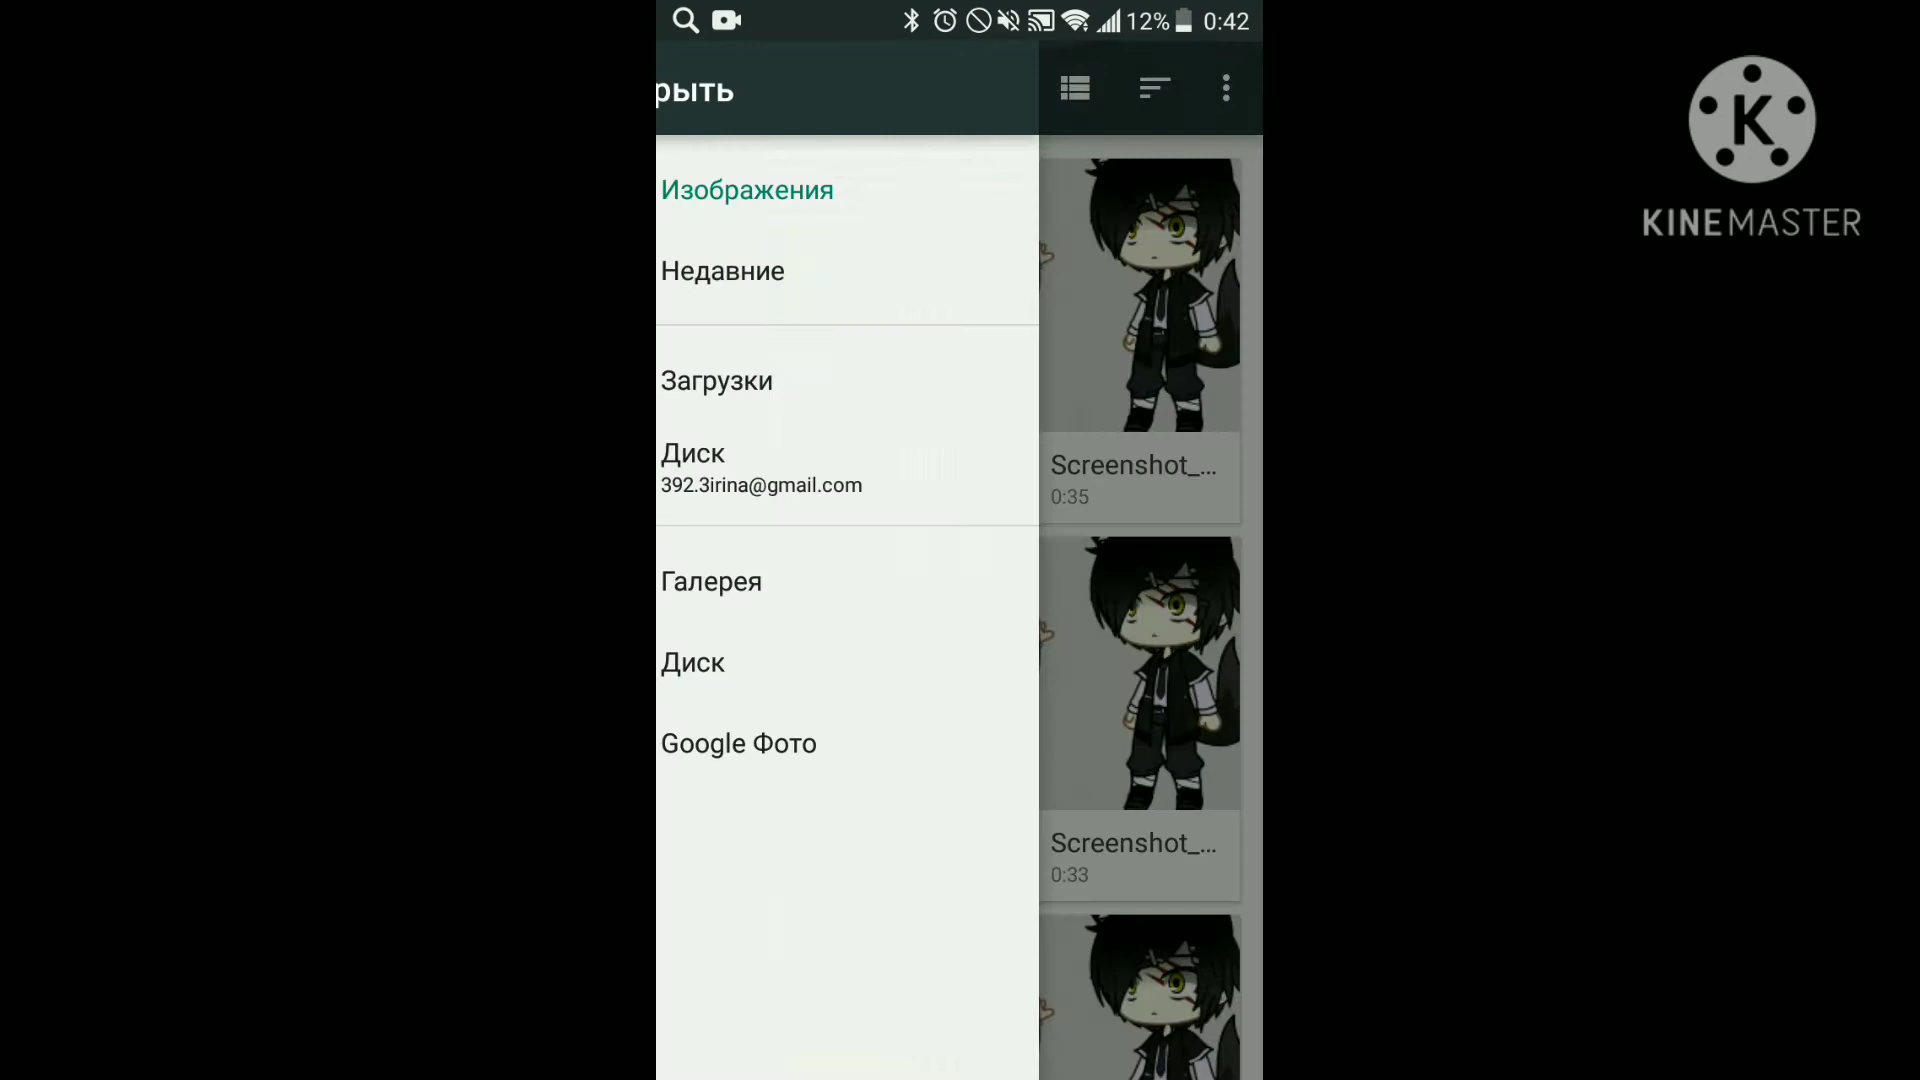 12% 0:42
рыть
Изображения
Недавние
Загрузки
Диск
392.3irina@gmail.com
Галерея
Диск
Google Фото
Screenshot_...
0:35
Screenshot_...
0:33
K
KINEMASTER